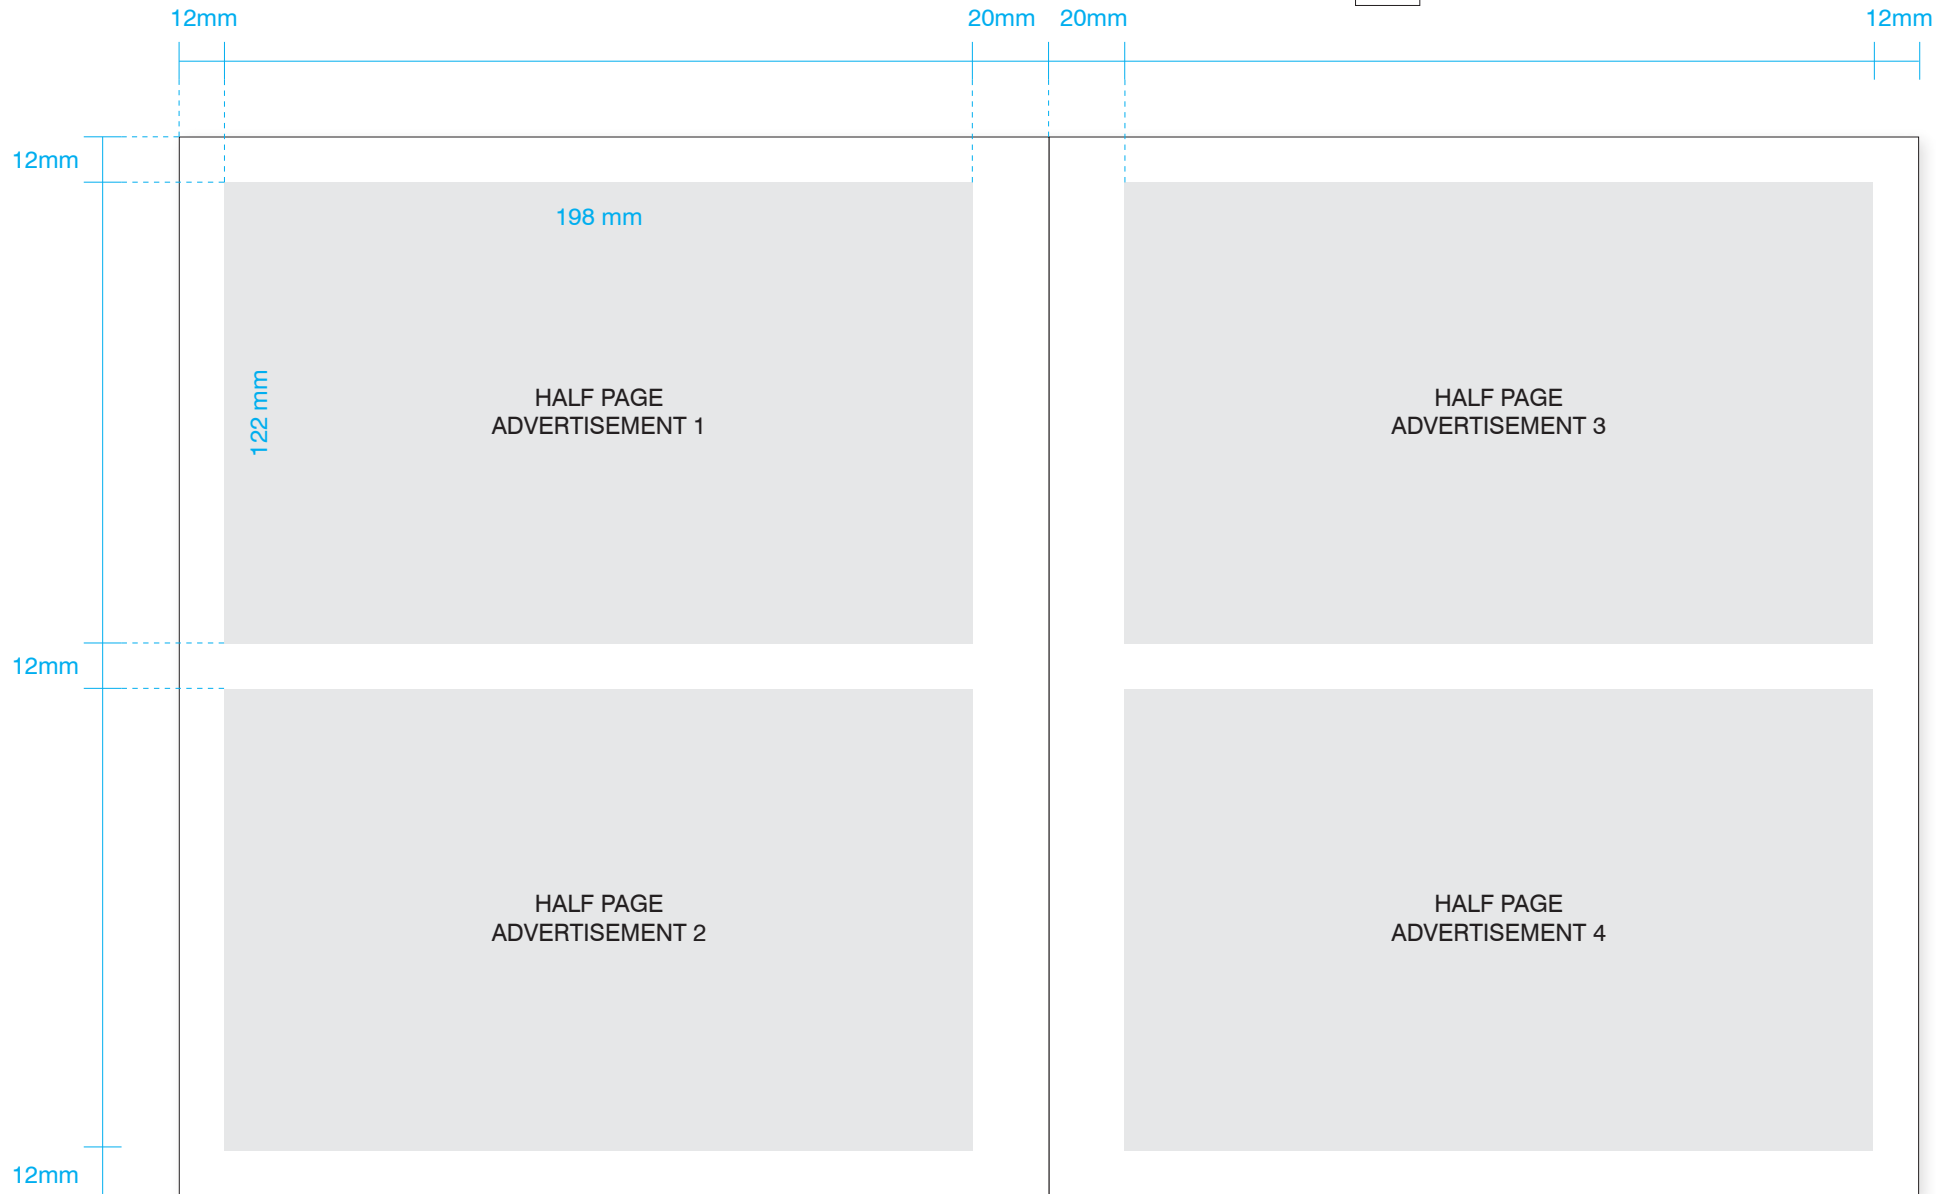 12mm
20mm
20mm
12mm
12mm
198 mm
122 mm
HALF PAGE
ADVERTISEMENT 1
HALF PAGE
ADVERTISEMENT 3
12mm
HALF PAGE
ADVERTISEMENT 2
HALF PAGE
ADVERTISEMENT 4
12mm